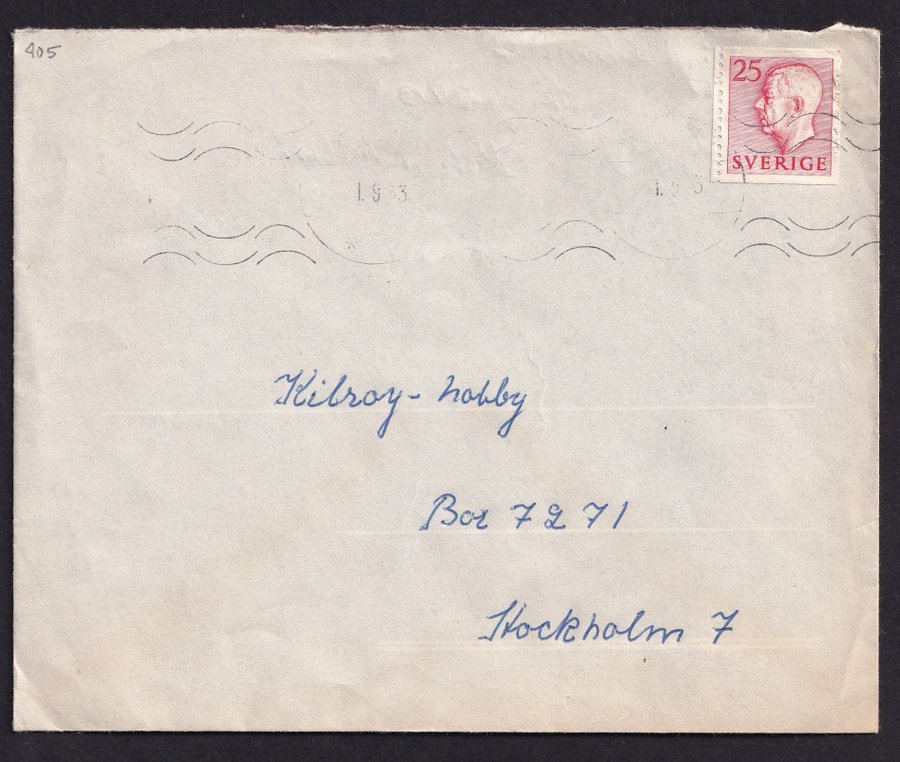 405
25
SVERIGE
Kilroy-hobby
Box 7271
Stockholm 7